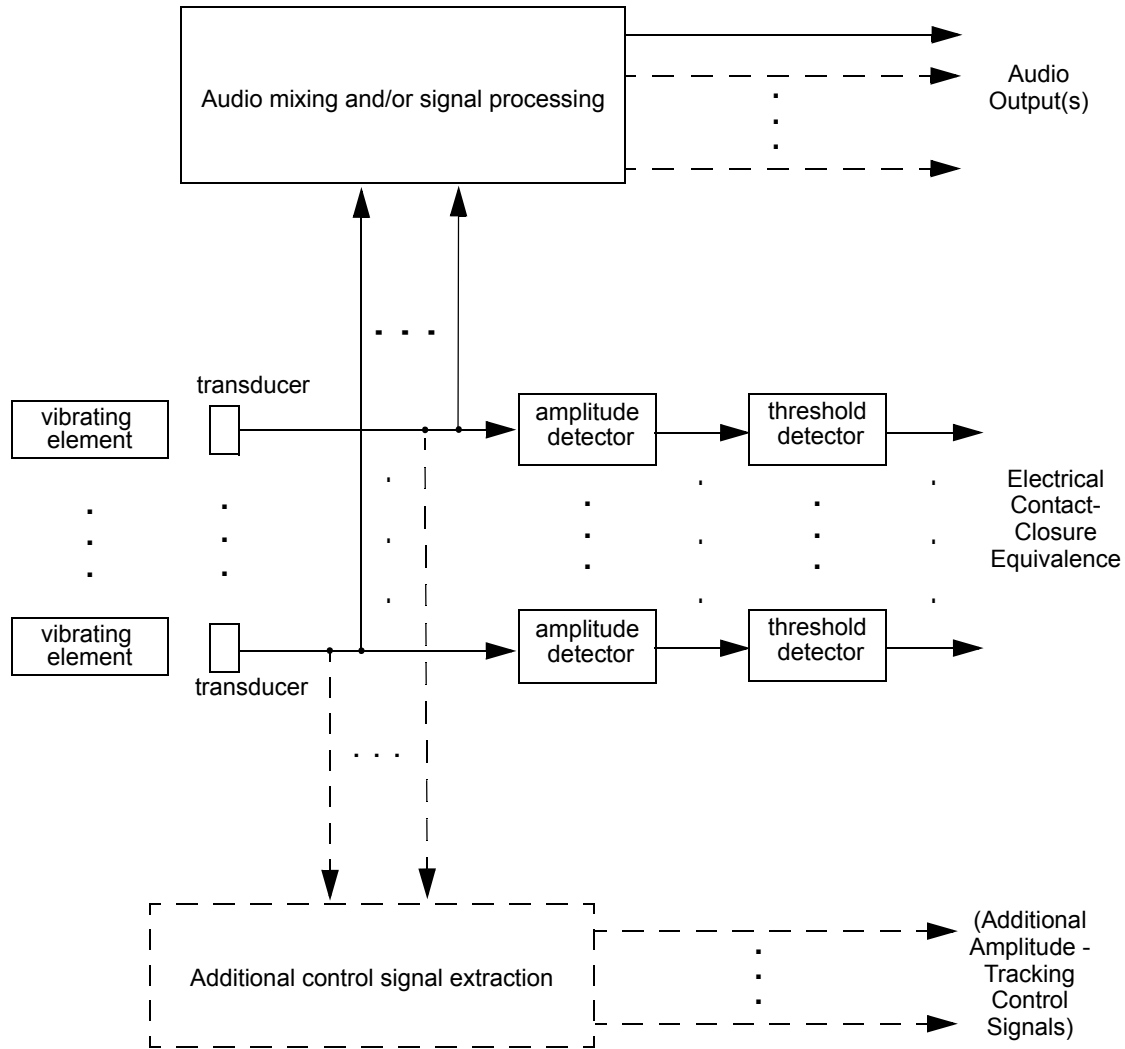 Audio mixing and/or signal processing
Audio
Output(s)
transducer
vibrating
element
amplitude
detector
threshold
detector
Electrical
Contact-
Closure
Equivalence
vibrating
element
transducer
amplitude
detector
threshold
detector
Additional control signal extraction
(Additional
Amplitude -
Tracking
Control
Signals)